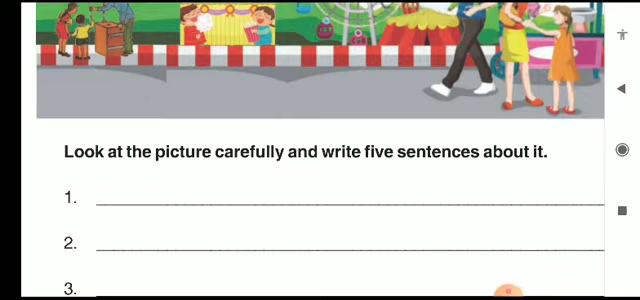 Look at the picture carefully and write five sentences about it.
1.
2.
3.